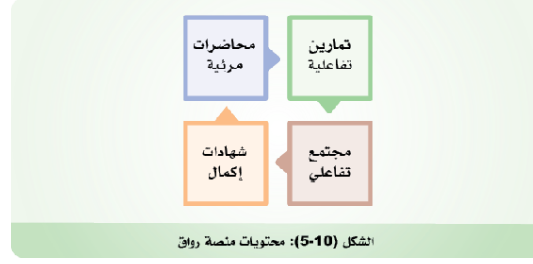 محاضرات
مرئية
تمارين
تفاعلية
مجتمع
تفاعلي
شهادات
إكمال
الشكل (10-5): محتويات منصة رواق